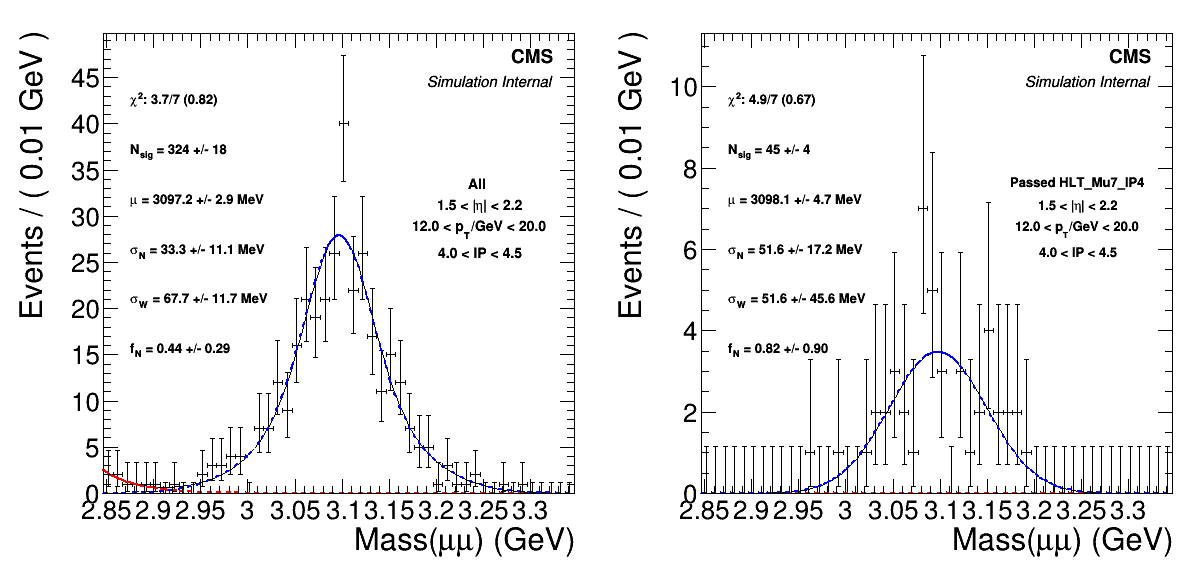 CMS
Simulation Internal
χ²: 3.7/7 (0.82)
N_sig = 324 +/- 18
μ = 3097.2 +/- 2.9 MeV
σ_N = 33.3 +/- 11.1 MeV
σ_W = 67.7 +/- 11.7 MeV
f_N = 0.44 +/- 0.29
All
1.5 < |η| < 2.2
12.0 < p_T/GeV < 20.0
4.0 < IP < 4.5
Events / ( 0.01 GeV )
45
40
35
30
25
20
15
10
5
0
2.85 2.9 2.95 3 3.05 3.1 3.15 3.2 3.25 3.3
Mass(μμ) (GeV)
CMS
Simulation Internal
χ²: 4.9/7 (0.67)
N_sig = 45 +/- 4
μ = 3098.1 +/- 4.7 MeV
σ_N = 51.6 +/- 17.2 MeV
σ_W = 51.6 +/- 45.6 MeV
f_N = 0.82 +/- 0.90
Passed HLT_Mu7_IP4
1.5 < |η| < 2.2
12.0 < p_T/GeV < 20.0
4.0 < IP < 4.5
Events / ( 0.01 GeV )
10
8
6
4
2
0
2.85 2.9 2.95 3 3.05 3.1 3.15 3.2 3.25 3.3
Mass(μμ) (GeV)